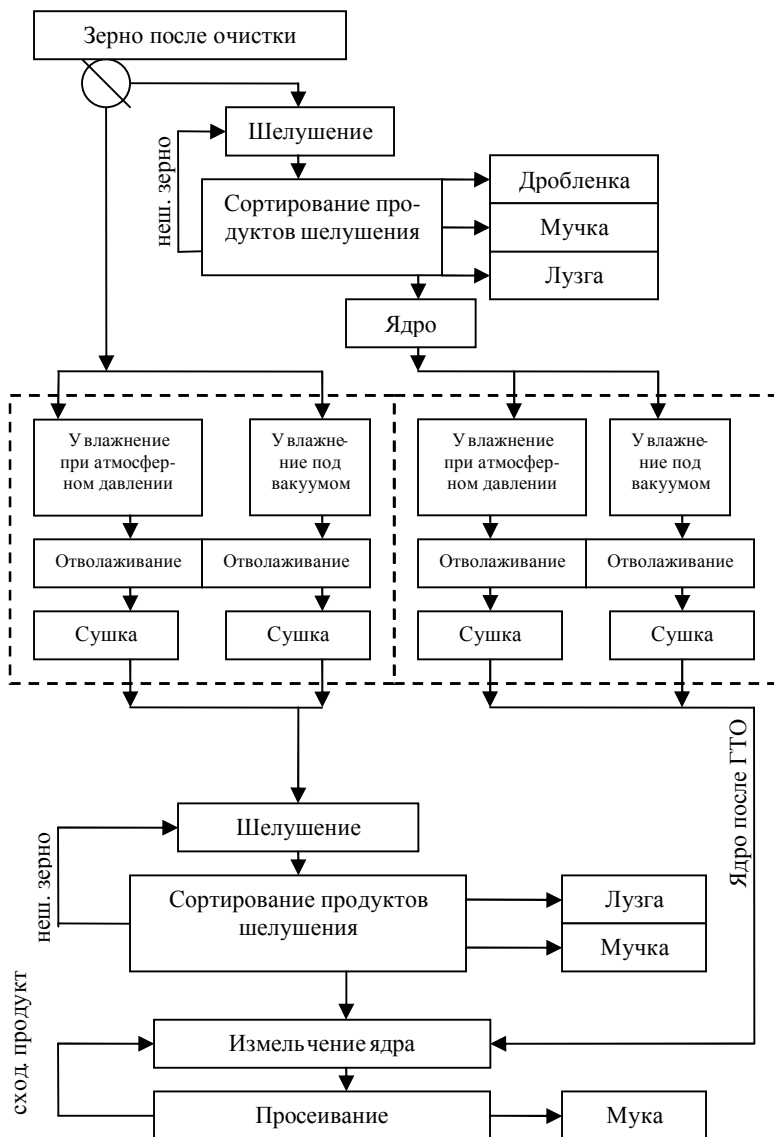 Зерно после очистки
Шелушение
неш. зерно
Сортирование про-
дуктов шелушения
Дробленка
Мучка
Лузга
Ядро
Увлажнение
при атмосфер-
ном давлении
Увлажне-
ние под
вакуумом
Увлажнение
при атмосфер-
ном давлении
Увлажне-
ние под
вакуумом
Отволаживание
Отволаживание
Отволаживание
Отволаживание
Сушка
Сушка
Сушка
Сушка
Ядро после ГТО
Шелушение
неш. зерно
Сортирование продуктов
шелушения
Лузга
Мучка
сход. продукт
Измельчение ядра
Просеивание
Мука